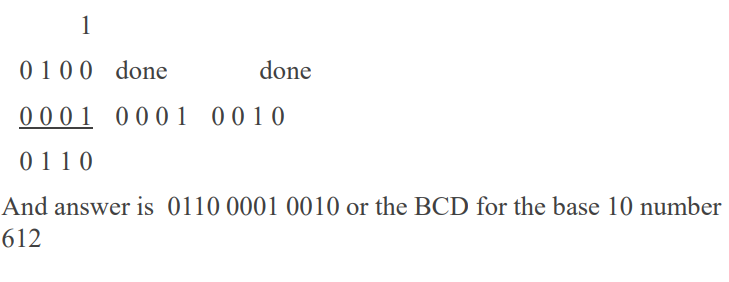 1
0 1 0 0 done done
0 0 0 1 0 0 0 1 0 0 1 0
0 1 1 0
And answer is 0110 0001 0010 or the BCD for the base 10 number
612